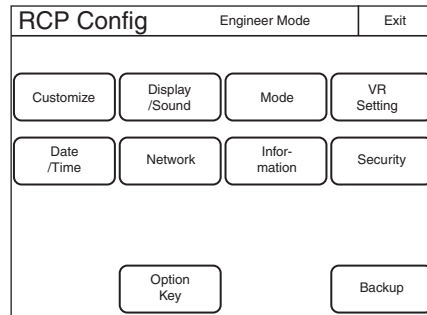 RCP Config Engineer Mode Exit
Customize
Display
/Sound
Mode
VR
Setting
Date
/Time
Network
Infor-
mation
Security
Option
Key
Backup